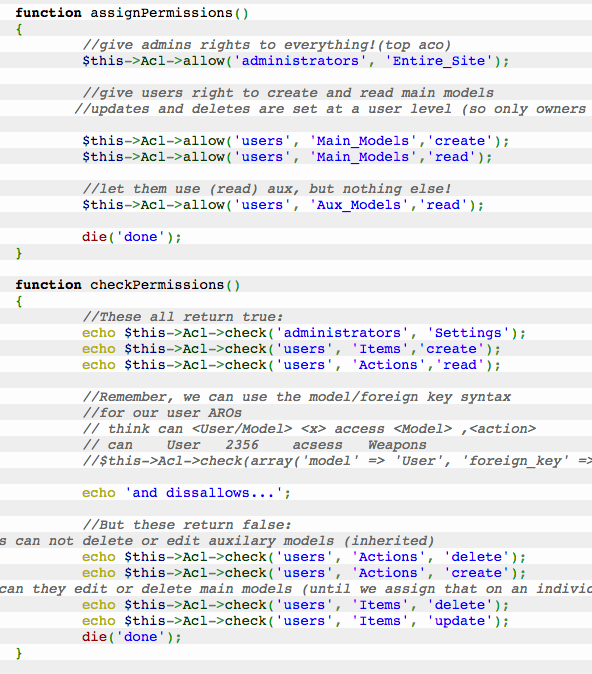 function assignPermissions()
{
//give admins rights to everything!(top aco)
$this->Acl->allow('administrators', 'Entire_Site');
//give users right to create and read main models
//updates and deletes are set at a user level (so only owners
$this->Acl->allow('users', 'Main_Models','create');
$this->Acl->allow('users', 'Main_Models','read');
//let them use (read) aux, but nothing else!
$this->Acl->allow('users', 'Aux_Models','read');
die('done');
}
function checkPermissions()
{
//These all return true:
echo $this->Acl->check('administrators', 'Settings');
echo $this->Acl->check('users', 'Items','create');
echo $this->Acl->check('users', 'Actions','read');
//Remember, we can use the model/foreign key syntax
//for our user AROs
// think can <User/Model> <x> access <Model> ,<action>
// can    User   2356    acsess   Weapons
//$this->Acl->check(array('model' => 'User', 'foreign_key' =>
echo 'and dissallows...';
//But these return false:
s can not delete or edit auxilary models (inherited)
echo $this->Acl->check('users', 'Actions', 'delete');
echo $this->Acl->check('users', 'Actions', 'create');
can they edit or delete main models (until we assign that on an individ
echo $this->Acl->check('users', 'Items', 'delete');
echo $this->Acl->check('users', 'Items', 'update');
die('done');
}